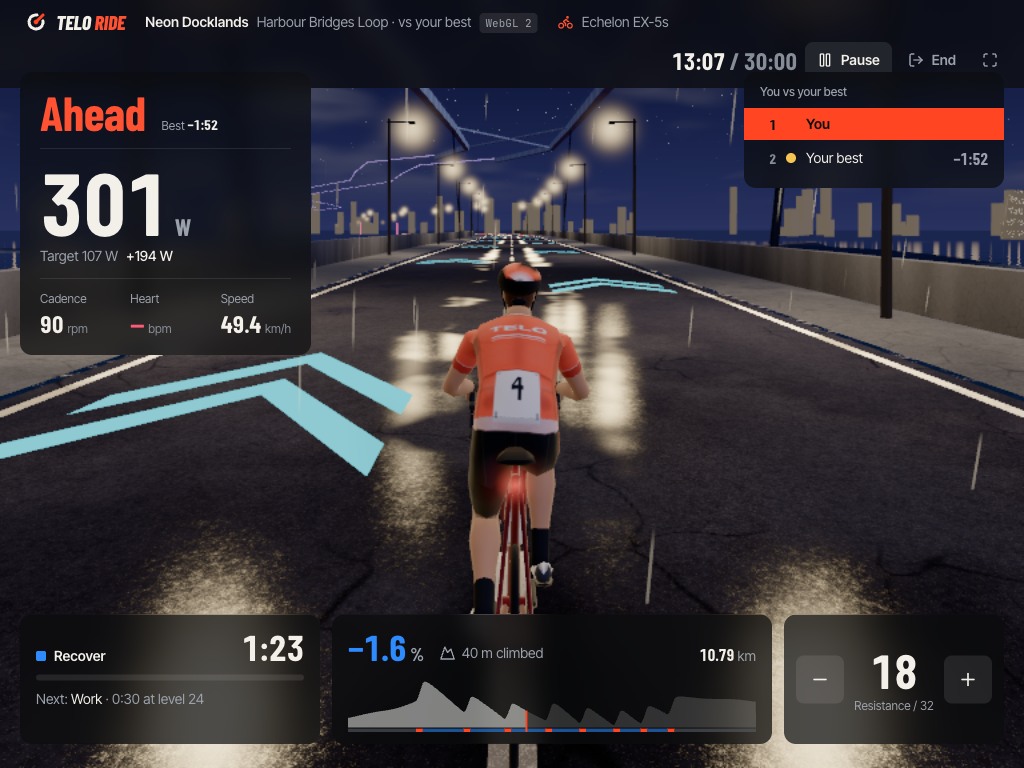 TELO RIDE Neon Docklands Harbour Bridges Loop · vs your best WebGL 2 Echelon EX-5s
13:07 / 30:00 Pause End
Ahead Best −1:52
301 W
Target 107 W +194 W
Cadence Heart Speed
90 rpm — bpm 49.4 km/h
You vs your best
1 You
2 Your best −1:52
TELO
4
Recover 1:23
Next: Work · 0:30 at level 24
−1.6 % 40 m climbed 10.79 km
− 18 +
Resistance / 32